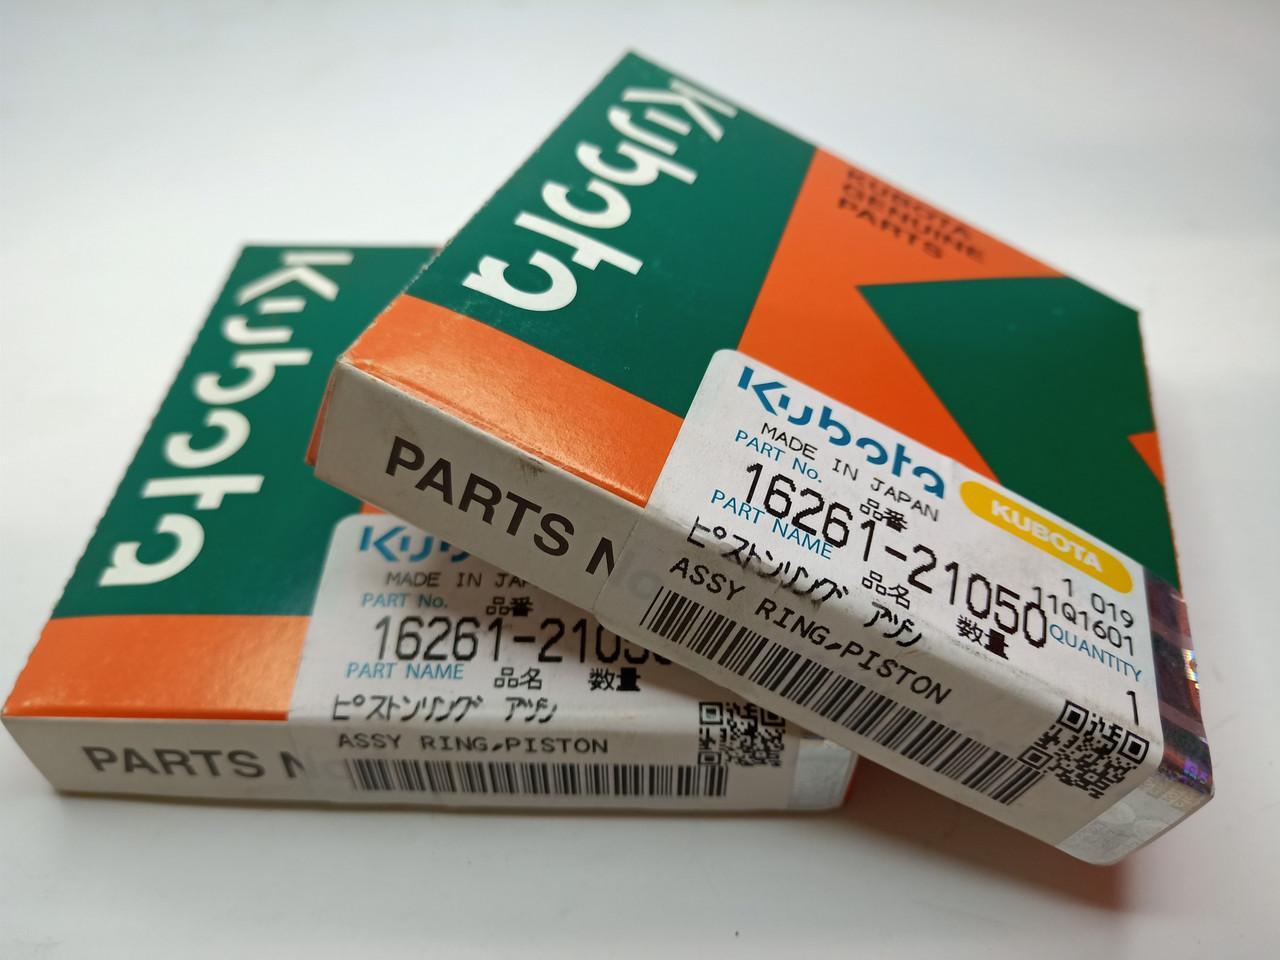 Kubota
KUBOTA
GENUINE
PARTS
PARTS No
Kubota
KUBOTA
MADE IN JAPAN
PART No. 品番
16261-21050
1 019
11Q1601
PART NAME 品名
数量 QUANTITY
ピストンリング アッシ
1
ASSY RING,PISTON
Kubota
PARTS No
Kub
MADE IN JAP
PART No. 品番
16261-2105
PART NAME 品名 数量
ピストンリング アッシ
ASSY RING,PISTON